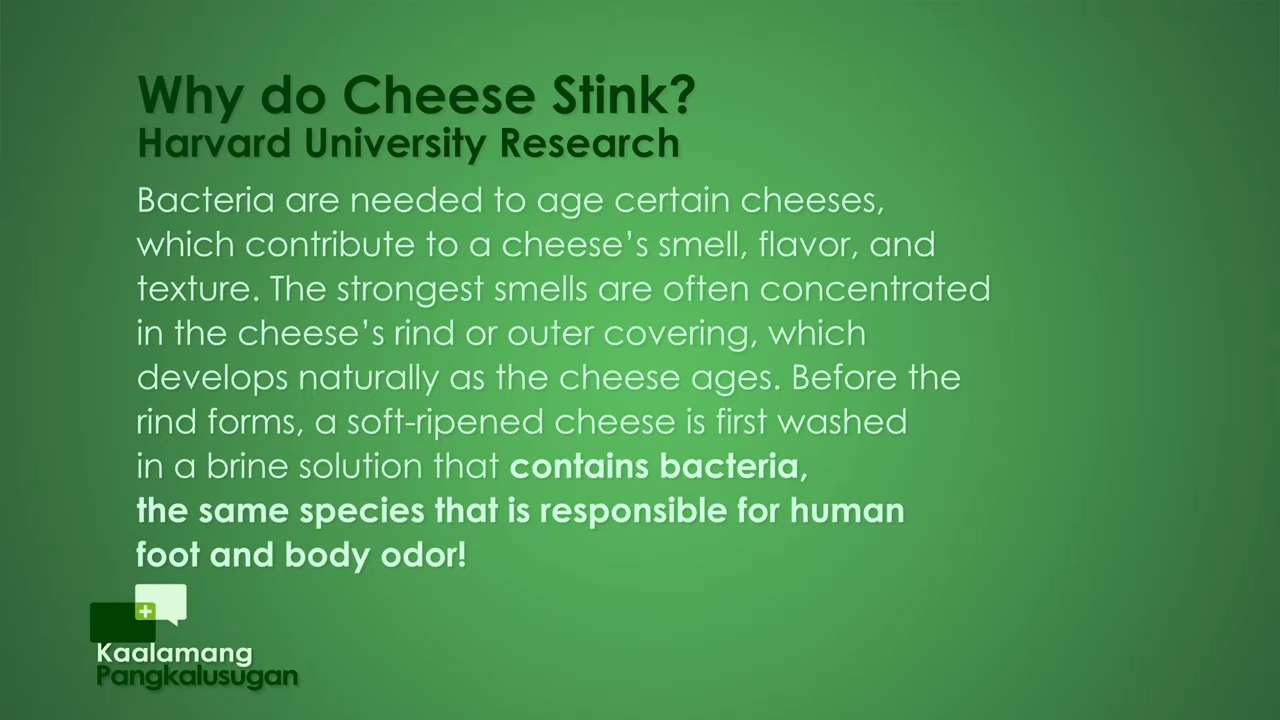 Why do Cheese Stink?
Harvard University Research
Bacteria are needed to age certain cheeses,
which contribute to a cheese’s smell, flavor, and
texture. The strongest smells are often concentrated
in the cheese’s rind or outer covering, which
develops naturally as the cheese ages. Before the
rind forms, a soft-ripened cheese is first washed
in a brine solution that contains bacteria,
the same species that is responsible for human
foot and body odor!
Kaalamang
Pangkalusugan